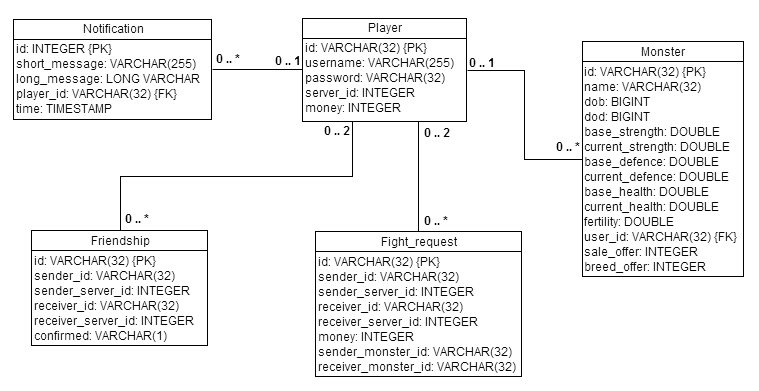 Notification
id: INTEGER {PK}
short_message: VARCHAR(255)
long_message: LONG VARCHAR
player_id: VARCHAR(32) {FK}
time: TIMESTAMP
0 .. *
0 .. 1
Player
id: VARCHAR(32) {PK}
username: VARCHAR(255)
password: VARCHAR(32)
server_id: INTEGER
money: INTEGER
0 .. 1
0 .. *
0 .. 2
0 .. 2
Monster
id: VARCHAR(32) {PK}
name: VARCHAR(32)
dob: BIGINT
dod: BIGINT
base_strength: DOUBLE
current_strength: DOUBLE
base_defence: DOUBLE
current_defence: DOUBLE
base_health: DOUBLE
current_health: DOUBLE
fertility: DOUBLE
user_id: VARCHAR(32) {FK}
sale_offer: INTEGER
breed_offer: INTEGER
0 .. *
Friendship
id: VARCHAR(32) {PK}
sender_id: VARCHAR(32)
sender_server_id: INTEGER
receiver_id: VARCHAR(32)
receiver_server_id: INTEGER
confirmed: VARCHAR(1)
0 .. *
Fight_request
id: VARCHAR(32) {PK}
sender_id: VARCHAR(32)
sender_server_id: INTEGER
receiver_id: VARCHAR(32)
receiver_server_id: INTEGER
money: INTEGER
sender_monster_id: VARCHAR(32)
receiver_monster_id: VARCHAR(32)